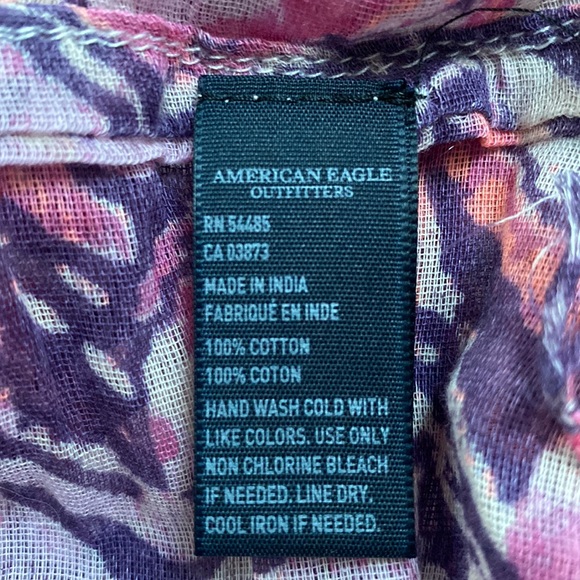 AMERICAN EAGLE
OUTFITTERS
RN 54485
CA 03873
MADE IN INDIA
FABRIQUÉ EN INDE
100% COTTON
100% COTON
HAND WASH COLD WITH
LIKE COLORS. USE ONLY
NON CHLORINE BLEACH
IF NEEDED. LINE DRY.
COOL IRON IF NEEDED.